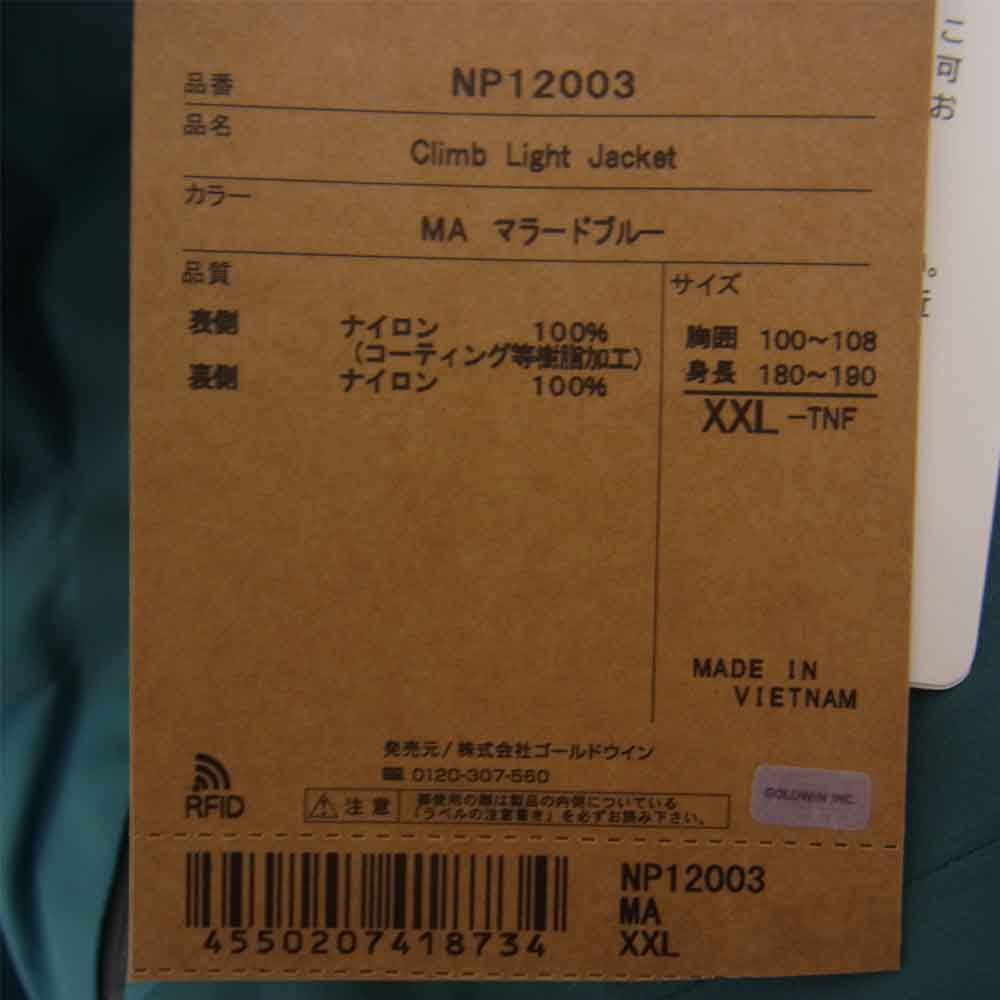 品番 NP12003
品名
Climb Light Jacket
カラー
MA マラードブルー
品質
表側 ナイロン 100%
(コーティング等樹脂加工)
裏側 ナイロン 100%
サイズ
胸囲 100~108
身長 180~190
XXL-TNF
MADE IN
VIETNAM
発売元/株式会社ゴールドウイン
0120-307-560
RFID
注意
御使用の際は製品の内側についている
「ラベルの注意書き」を必ずお読み下さい。
GOLDWIN INC.
4550207418734
NP12003
MA
XXL
ご可お